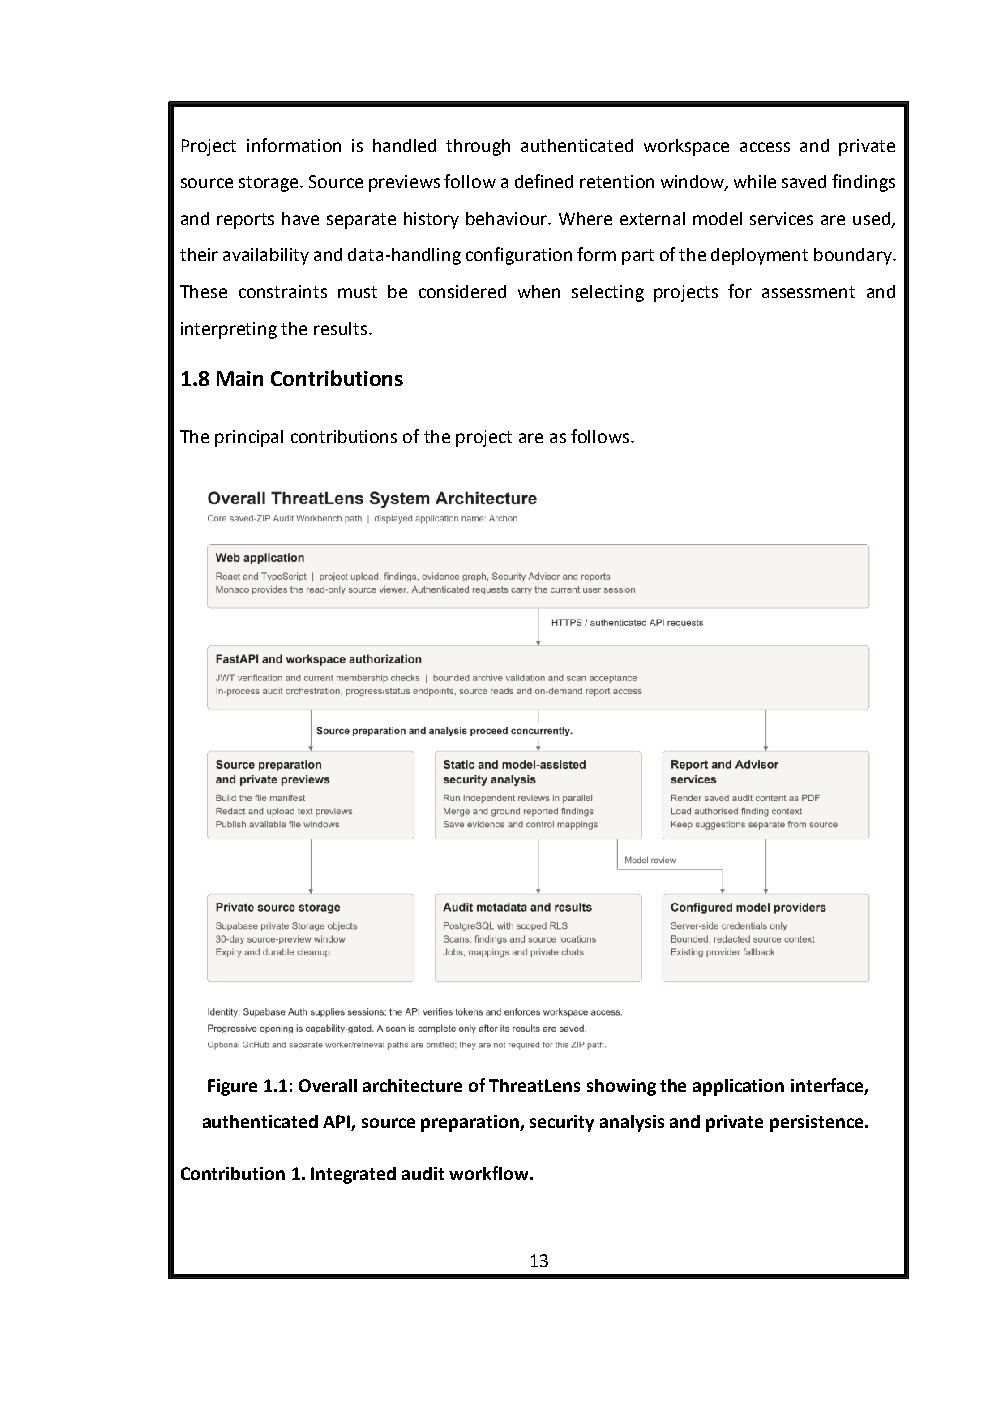 Project information is handled through authenticated workspace access and private
source storage. Source previews follow a defined retention window, while saved findings
and reports have separate history behaviour. Where external model services are used,
their availability and data-handling configuration form part of the deployment boundary.
These constraints must be considered when selecting projects for assessment and
interpreting the results.
1.8 Main Contributions
The principal contributions of the project are as follows.
Overall ThreatLens System Architecture
Core saved-ZIP Audit Workbench path | displayed application name: Archon
Web application
React and TypeScript | project upload, findings, evidence graph, Security Advisor and reports
Monaco provides the read-only source viewer. Authenticated requests carry the current user session.
HTTPS / authenticated API requests
FastAPI and workspace authorization
JWT verification and current membership checks | bounded archive validation and scan acceptance
In-process audit orchestration, progress/status endpoints, source reads and on-demand report access
Source preparation and analysis proceed concurrently.
Source preparation
and private previews
Build the file manifest
Redact and upload text previews
Publish available file windows
Static and model-assisted
security analysis
Run independent reviews in parallel
Merge and ground reported findings
Save evidence and control mappings
Report and Advisor
services
Render saved audit content as PDF
Load authorised finding context
Keep suggestions separate from source
Model review
Private source storage
Supabase private Storage objects
30-day source-preview window
Expiry and durable cleanup
Audit metadata and results
PostgreSQL with scoped RLS
Scans, findings and source locations
Jobs, mappings and private chats
Configured model providers
Server-side credentials only
Bounded, redacted source context
Existing provider fallback
Identity: Supabase Auth supplies sessions; the API verifies tokens and enforces workspace access.
Progressive opening is capability-gated. A scan is complete only after its results are saved.
Optional GitHub and separate worker/retrieval paths are omitted; they are not required for this ZIP path.
Figure 1.1: Overall architecture of ThreatLens showing the application interface,
authenticated API, source preparation, security analysis and private persistence.
Contribution 1. Integrated audit workflow.
13